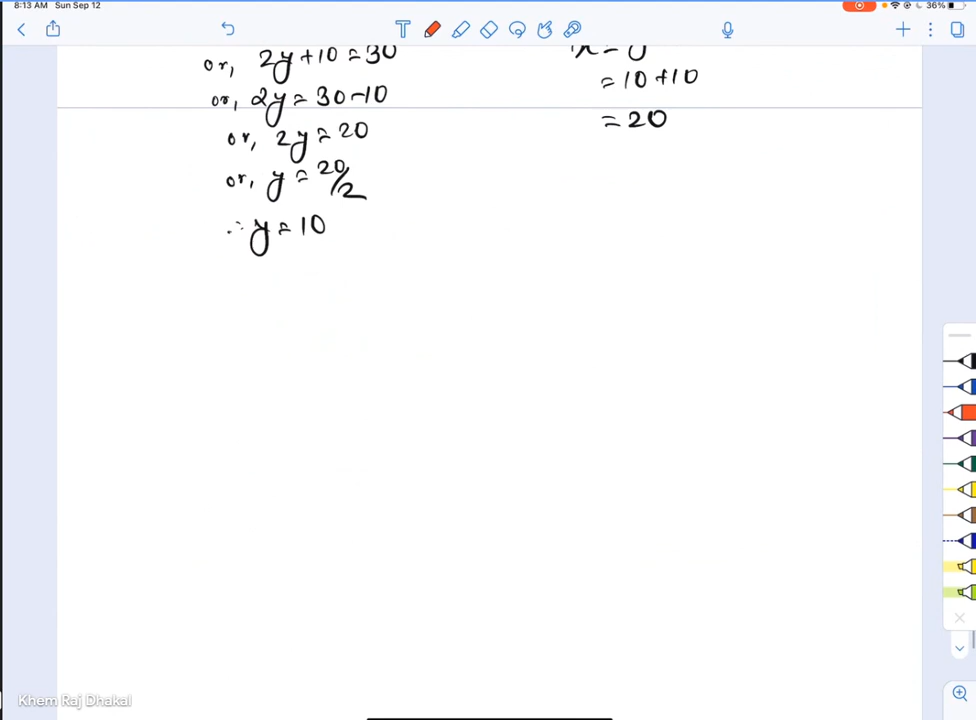 8:13 AM Sun Sep 12
36%
or, 2y + 10 = 30
or, 2y = 30 - 10
or, 2y = 20
or, y = 20/2
∴ y = 10
= 10 + 10
= 20
Khem Raj Dhakal